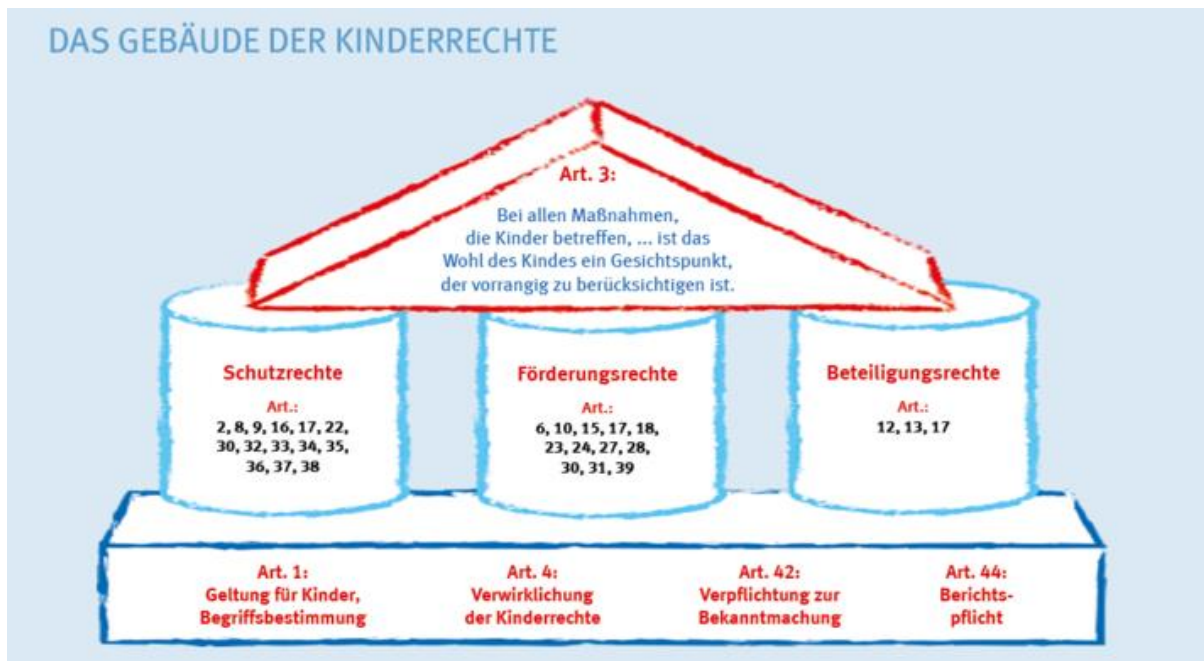 DAS GEBÄUDE DER KINDERRECHTE
Art. 3:
Bei allen Maßnahmen,
die Kinder betreffen, ... ist das
Wohl des Kindes ein Gesichtspunkt,
der vorrangig zu berücksichtigen ist.
Schutzrechte
Art.:
2, 8, 9, 16, 17, 22,
30, 32, 33, 34, 35,
36, 37, 38
Förderungsrechte
Art.:
6, 10, 15, 17, 18,
23, 24, 27, 28,
30, 31, 39
Beteiligungsrechte
Art.:
12, 13, 17
Art. 1:
Geltung für Kinder,
Begriffsbestimmung
Art. 4:
Verwirklichung
der Kinderrechte
Art. 42:
Verpflichtung zur
Bekanntmachung
Art. 44:
Berichts-
pflicht